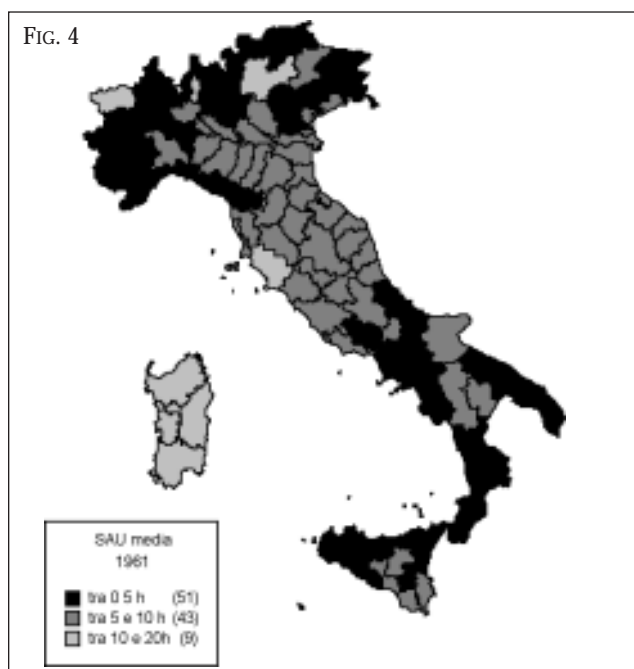 FIG. 4
SAU media
1961
tra 0 5 h (51)
tra 5 e 10 h (43)
tra 10 e 20h (9)